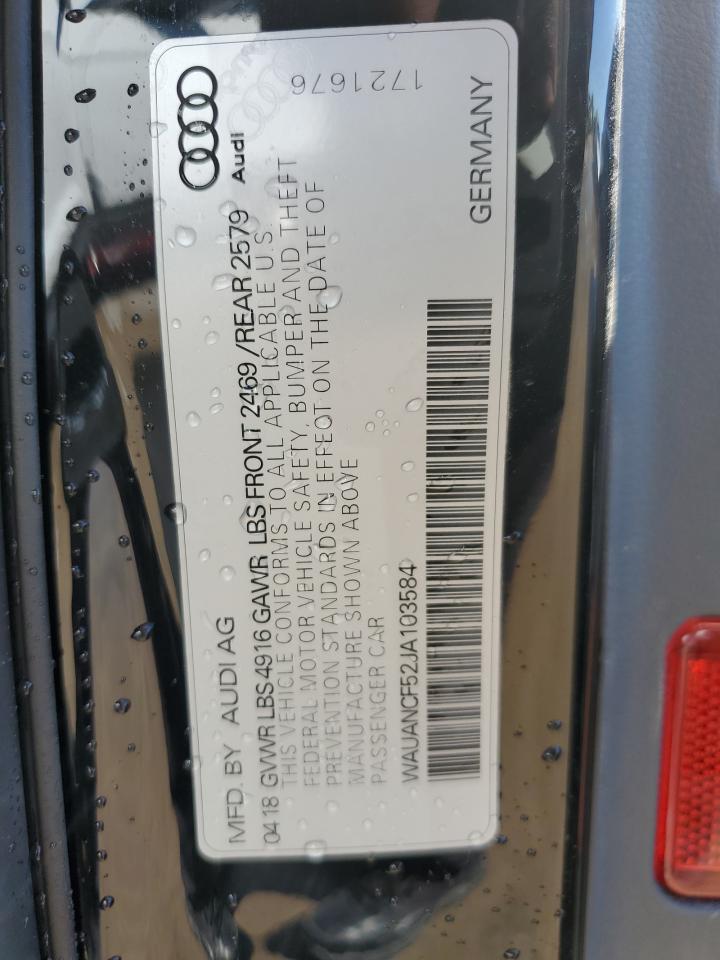 MFD. BY AUDI AG
Audi
04 18 GVWR LBS 4916 GAWR LBS FRONT 2469 / REAR 2579
THIS VEHICLE CONFORMS TO ALL APPLICABLE U.S.
FEDERAL MOTOR VEHICLE SAFETY, BUMPER AND THEFT
PREVENTION STANDARDS IN EFFECT ON THE DATE OF
MANUFACTURE SHOWN ABOVE
PASSENGER CAR
1721676
WAUANCF52JA103584
GERMANY